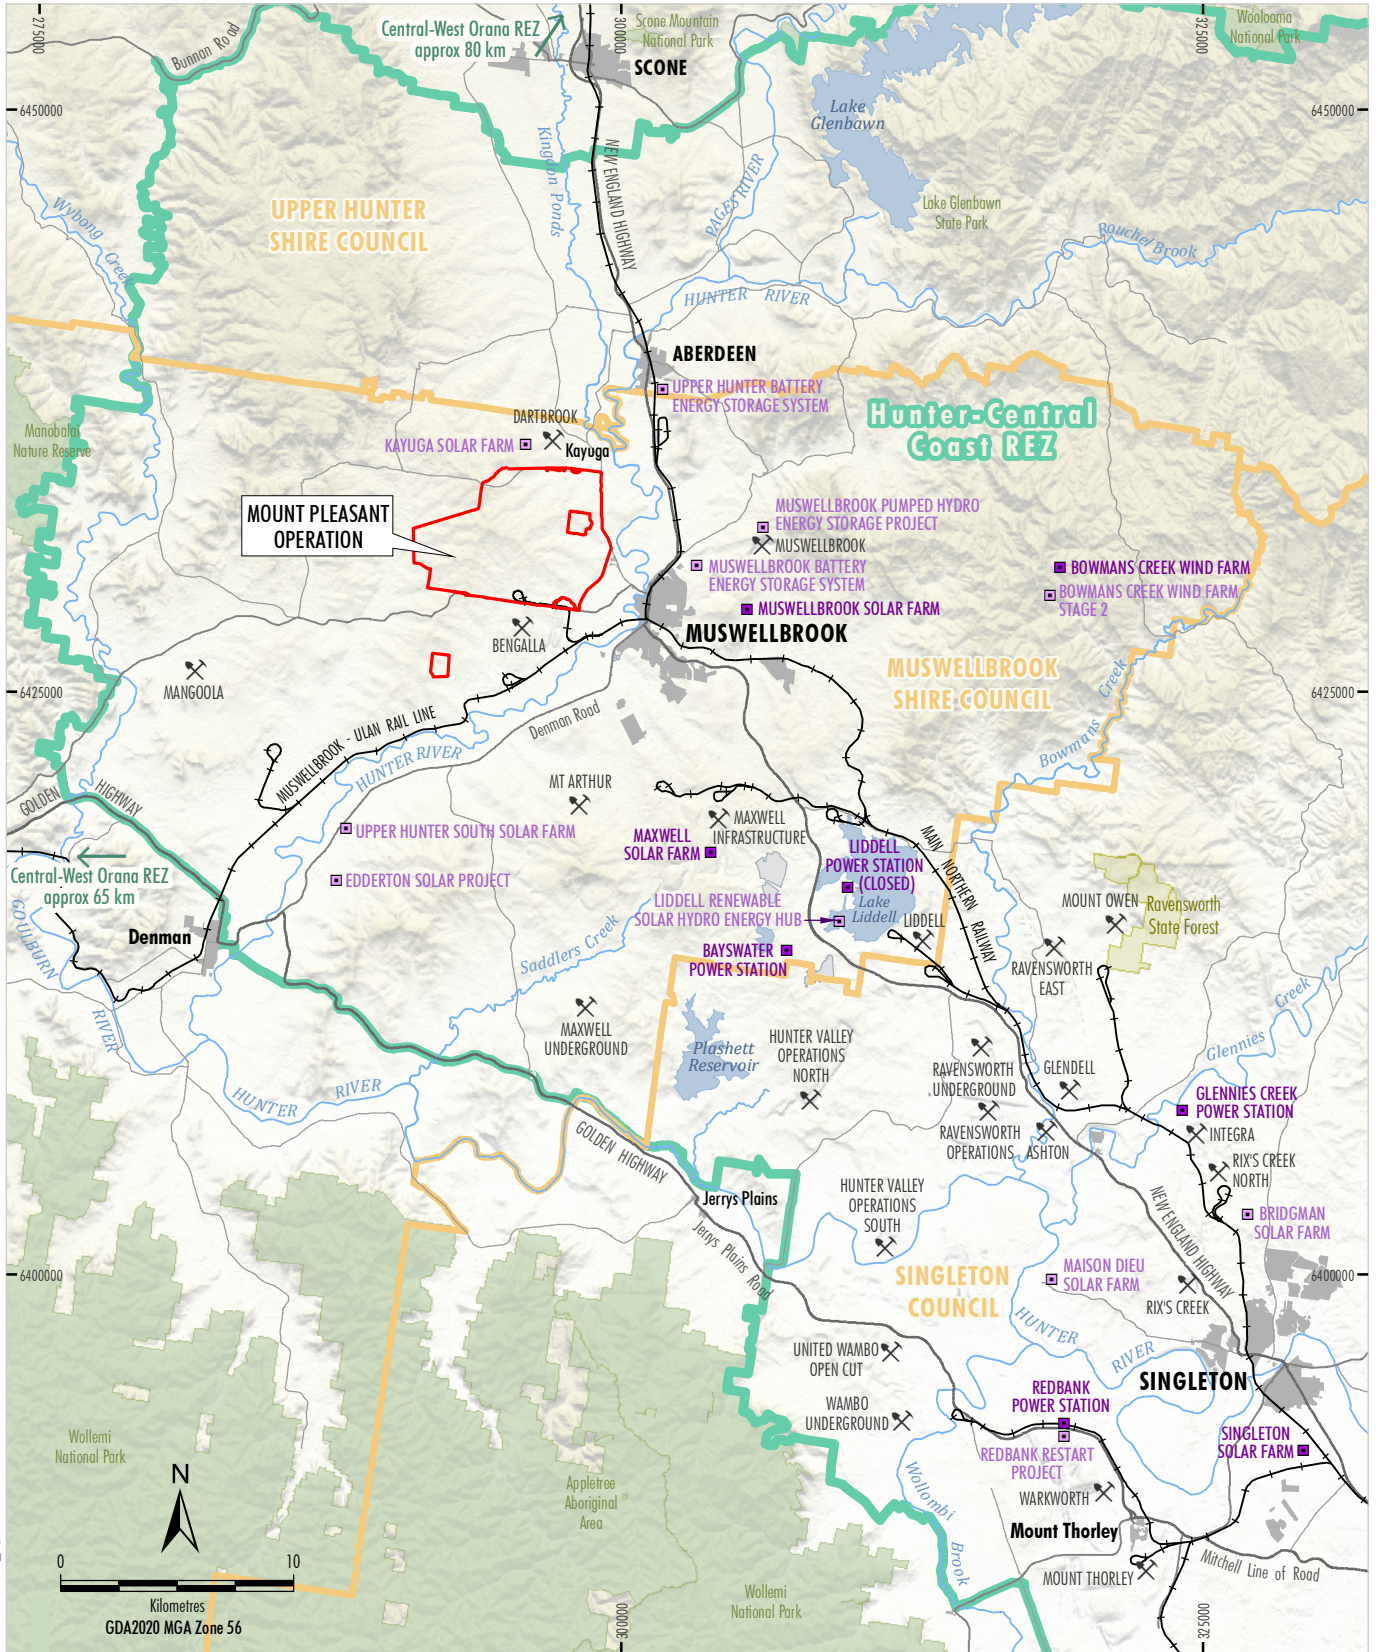 275000
300000
325000
Central-West Orana REZ
approx 80 km
Scone Mountain
National Park
Woolooma
National Park
Bunnan Road
SCONE
6450000
6450000
Lake
Glenbawn
Kingdon Ponds
NEW ENGLAND HIGHWAY
PAGES RIVER
Wybong Creek
UPPER HUNTER
SHIRE COUNCIL
Lake Glenbawn
State Park
Rouchel Brook
HUNTER RIVER
ABERDEEN
UPPER HUNTER BATTERY
ENERGY STORAGE SYSTEM
Hunter-Central
Coast REZ
DARTBROOK
KAYUGA SOLAR FARM
Kayuga
Manobalai
Nature Reserve
MOUNT PLEASANT
OPERATION
MUSWELLBROOK PUMPED HYDRO
ENERGY STORAGE PROJECT
MUSWELLBROOK
MUSWELLBROOK BATTERY
ENERGY STORAGE SYSTEM
BOWMANS CREEK WIND FARM
BOWMANS CREEK WIND FARM
STAGE 2
MUSWELLBROOK SOLAR FARM
MUSWELLBROOK
BENGALLA
MANGOOLA
MUSWELLBROOK
SHIRE COUNCIL
6425000
6425000
Bowmans Creek
Denman Road
MUSWELLBROOK - ULAN RAIL LINE
HUNTER RIVER
GOLDEN HIGHWAY
MT ARTHUR
MAXWELL
INFRASTRUCTURE
UPPER HUNTER SOUTH SOLAR FARM
MAXWELL
SOLAR FARM
LIDDELL
POWER STATION
(CLOSED)
MAIN NORTHERN RAILWAY
Central-West Orana REZ
approx 65 km
EDDERTON SOLAR PROJECT
LIDDELL RENEWABLE
SOLAR HYDRO ENERGY HUB
Lake
Liddell
LIDDELL
MOUNT OWEN
Ravensworth
State Forest
GOULBURN
RIVER
Denman
Saddlers Creek
BAYSWATER
POWER STATION
RAVENSWORTH
EAST
MAXWELL
UNDERGROUND
Plashett
Reservoir
HUNTER VALLEY
OPERATIONS
NORTH
Glennies Creek
RAVENSWORTH
UNDERGROUND
GLENDELL
HUNTER RIVER
GLENNIES CREEK
POWER STATION
RAVENSWORTH
OPERATIONS
ASHTON
INTEGRA
GOLDEN HIGHWAY
RIX'S CREEK
NORTH
Jerrys Plains
HUNTER VALLEY
OPERATIONS
SOUTH
NEW ENGLAND HIGHWAY
BRIDGMAN
SOLAR FARM
Jerrys Plains Road
6400000
6400000
SINGLETON
COUNCIL
MAISON DIEU
SOLAR FARM
RIX'S CREEK
HUNTER
RIVER
UNITED WAMBO
OPEN CUT
SINGLETON
WAMBO
UNDERGROUND
REDBANK
POWER STATION
Wollemi
National Park
REDBANK RESTART
PROJECT
SINGLETON
SOLAR FARM
N
Appletree
Aboriginal
Area
Wollombi
Brook
WARKWORTH
Mount Thorley
0
10
Kilometres
GDA2020 MGA Zone 56
MOUNT THORLEY
Mitchell Line of Road
Wollemi
National Park
300000
325000